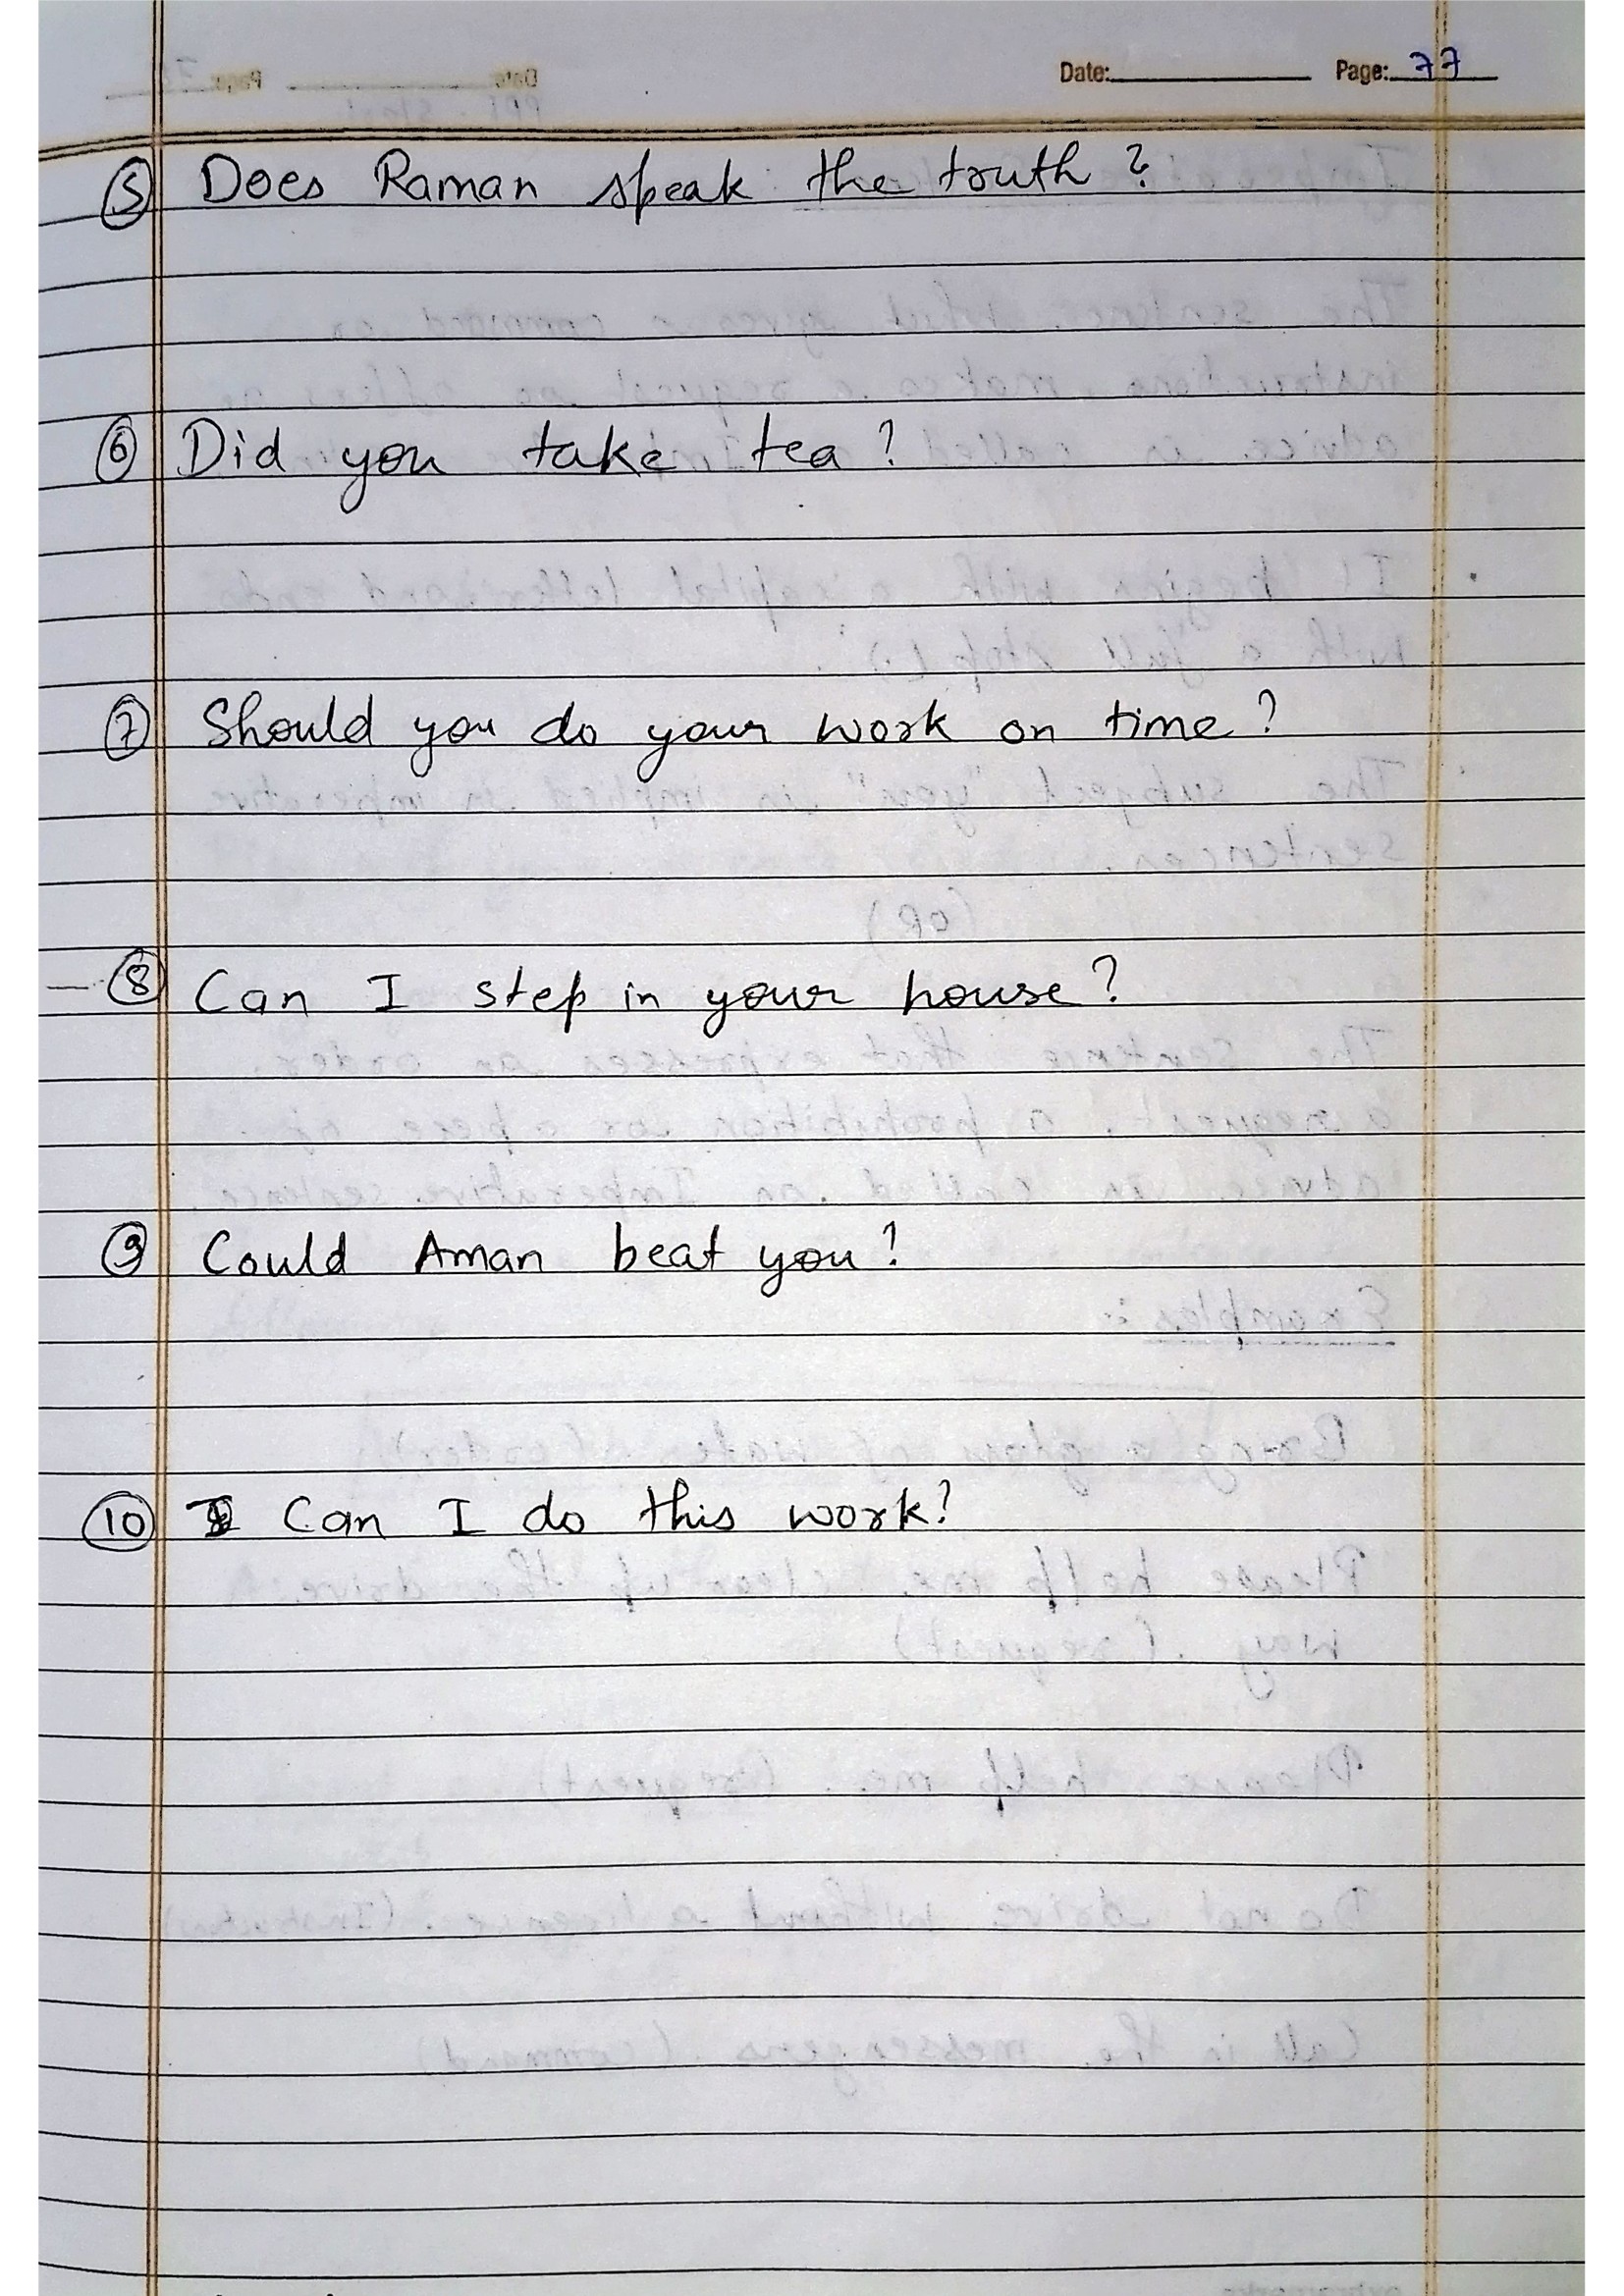 Date: Page: 77
5 Does Raman speak the truth?
6 Did you take tea?
7 Should you do your work on time?
8 Can I step in your house?
9 Could Aman beat you?
10 Can I do this work?